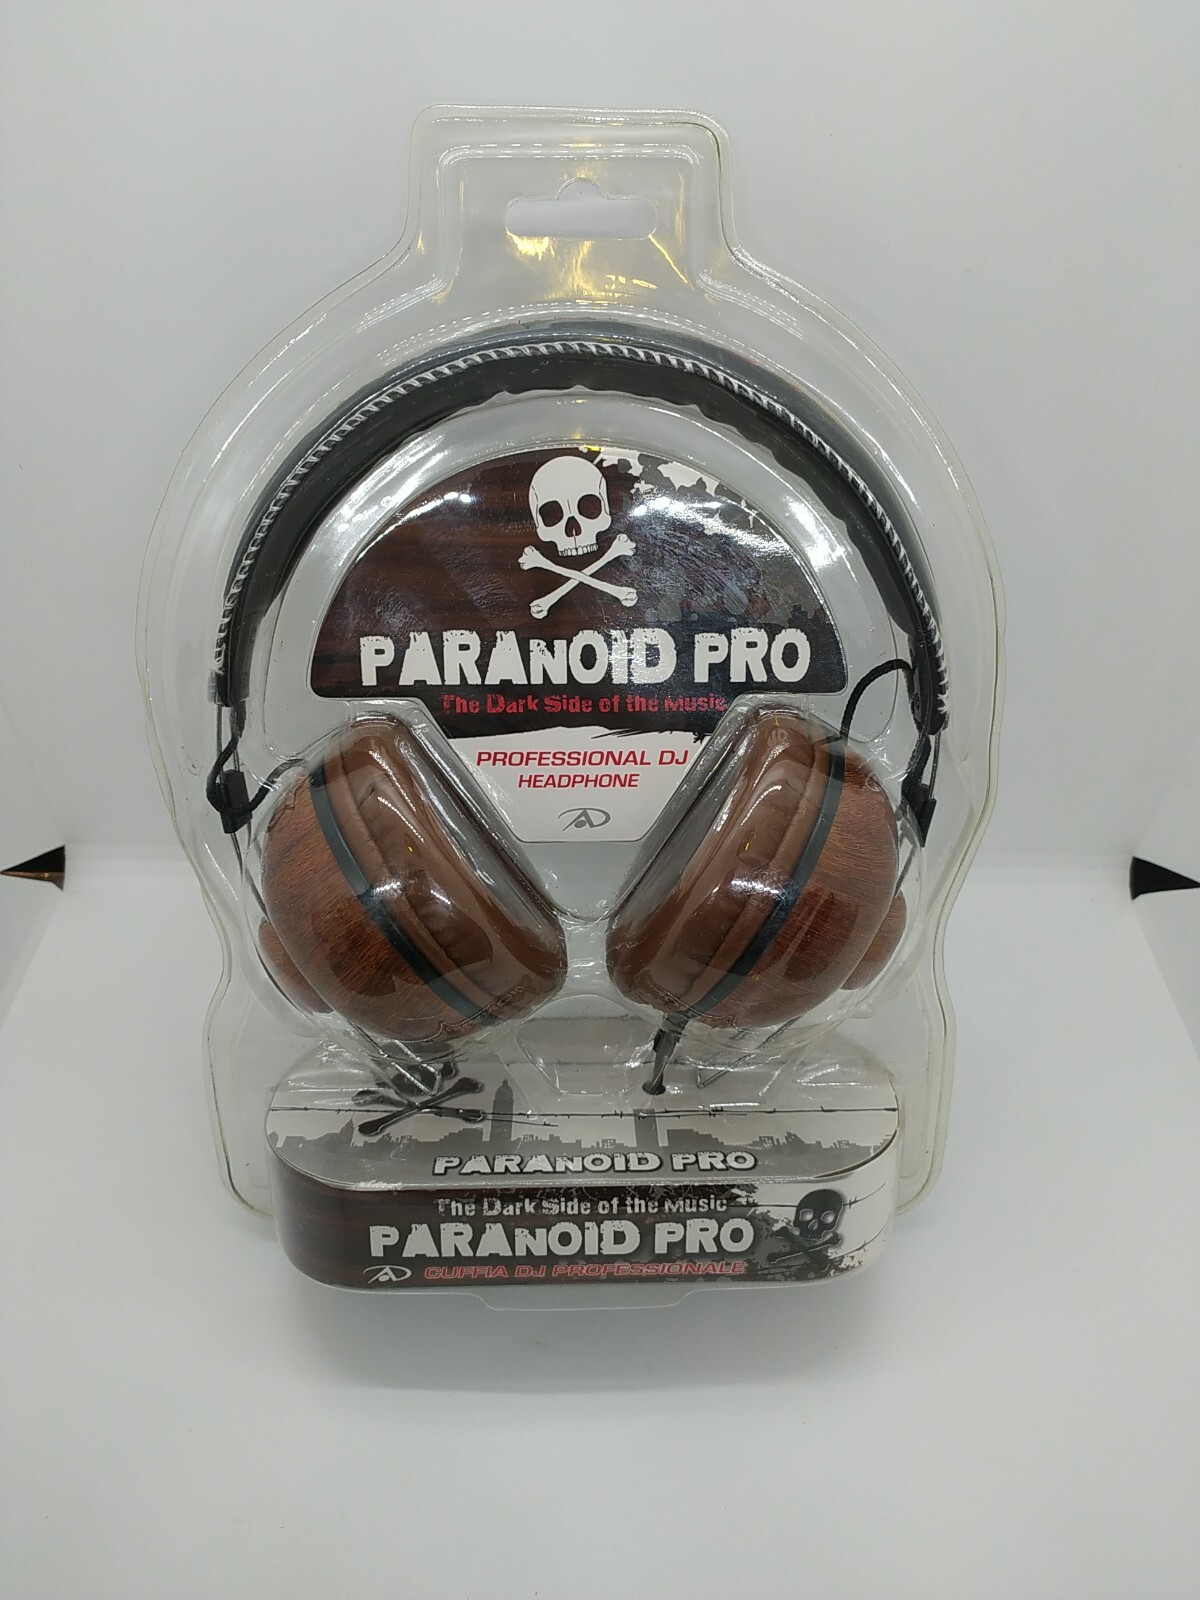 PARANOID PRO
The Dark Side of the Music
PROFESSIONAL DJ
HEADPHONE
PARANOID PRO
The Dark Side of the Music
PARANOID PRO
CUFFIA DJ PROFESSIONALE